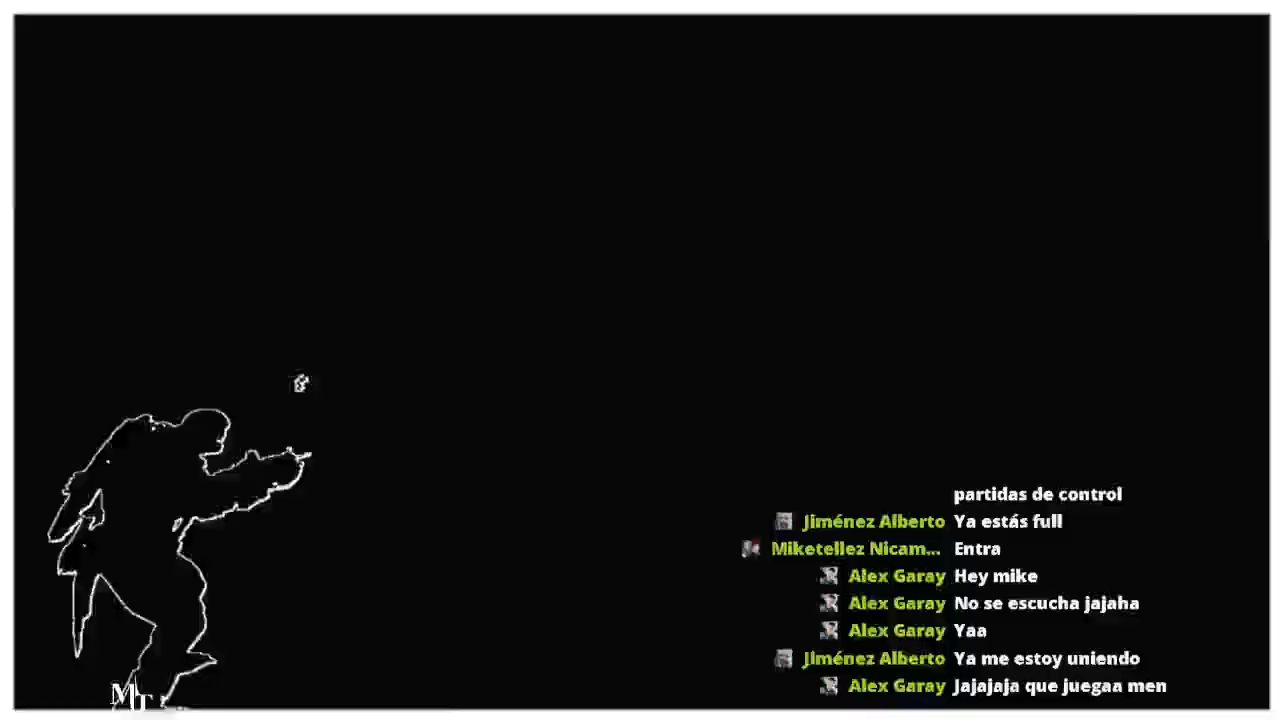 partidas de control
Jiménez Alberto Ya estás full
Miketellez Nicam... Entra
Alex Garay Hey mike
Alex Garay No se escucha jajaha
Alex Garay Yaa
Jiménez Alberto Ya me estoy uniendo
Alex Garay Jajajaja que juegaa men
MT